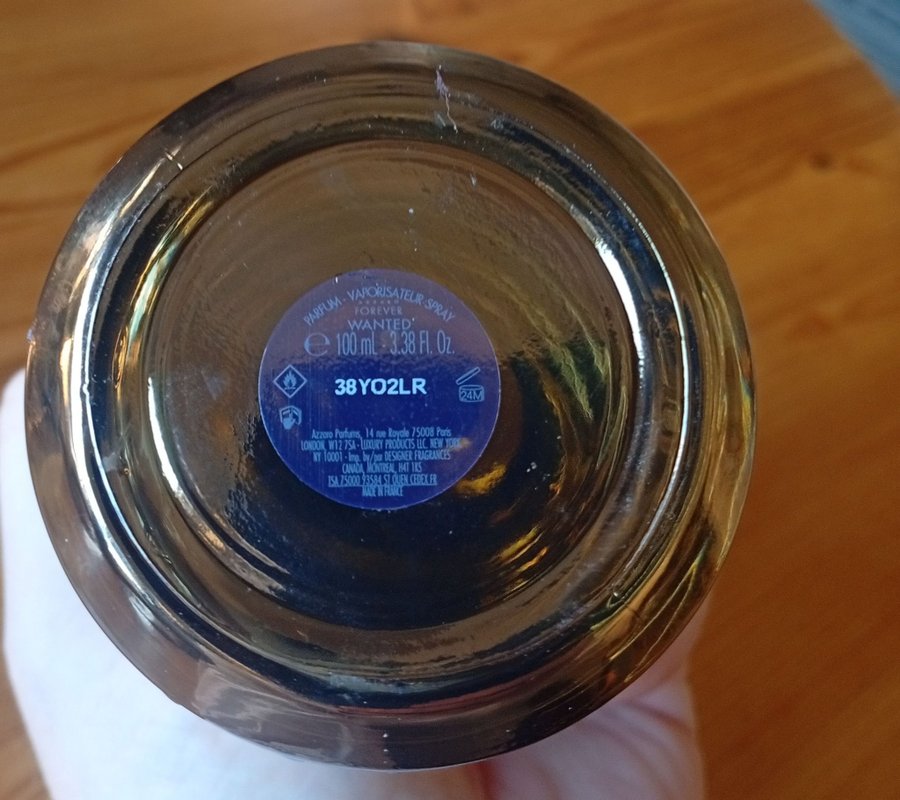 PARFUM - VAPORISATEUR SPRAY
FOREVER
WANTED
℮ 100 mL - 3.38 Fl. Oz.
38YO2LR
24M
Azzaro Parfums, 14 rue Royale 75008 Paris
LONDON, W12 7SA - LUXURY PRODUCTS LLC. NEW YORK
NY 10001 - Imp. by/par DESIGNER FRAGRANCES
CANADA, MONTREAL, H4T 1K5
TSA 75000 93584 ST OUEN CEDEX.FR
MADE IN FRANCE